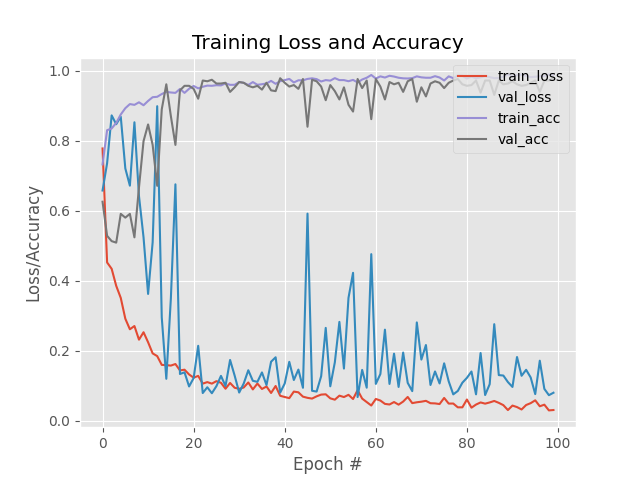 Training Loss and Accuracy
train_loss
val_loss
train_acc
val_acc
Loss/Accuracy
1.0
0.8
0.6
0.4
0.2
0.0
0 20 40 60 80 100
Epoch #